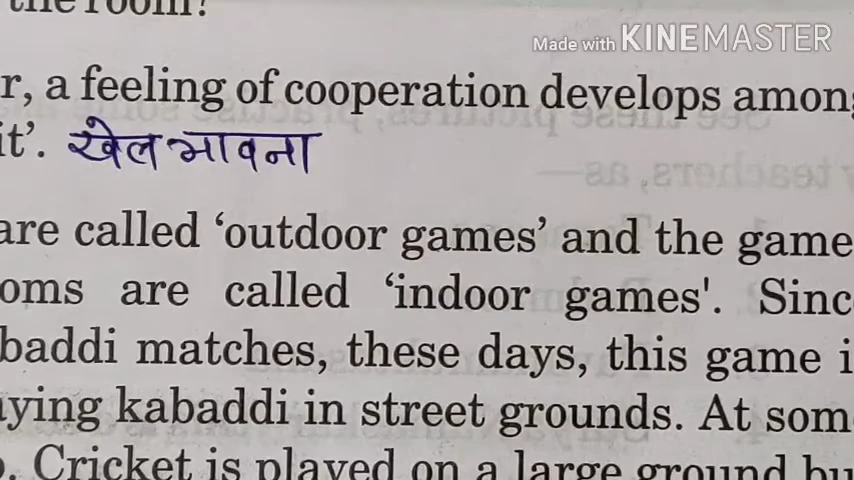 the room?
Made with KINEMASTER
r, a feeling of cooperation develops among
it’. खेल भावना
are called ‘outdoor games’ and the game
oms are called ‘indoor games'. Sinc
baddi matches, these days, this game i
ying kabaddi in street grounds. At som
. Cricket is played on a large ground bu